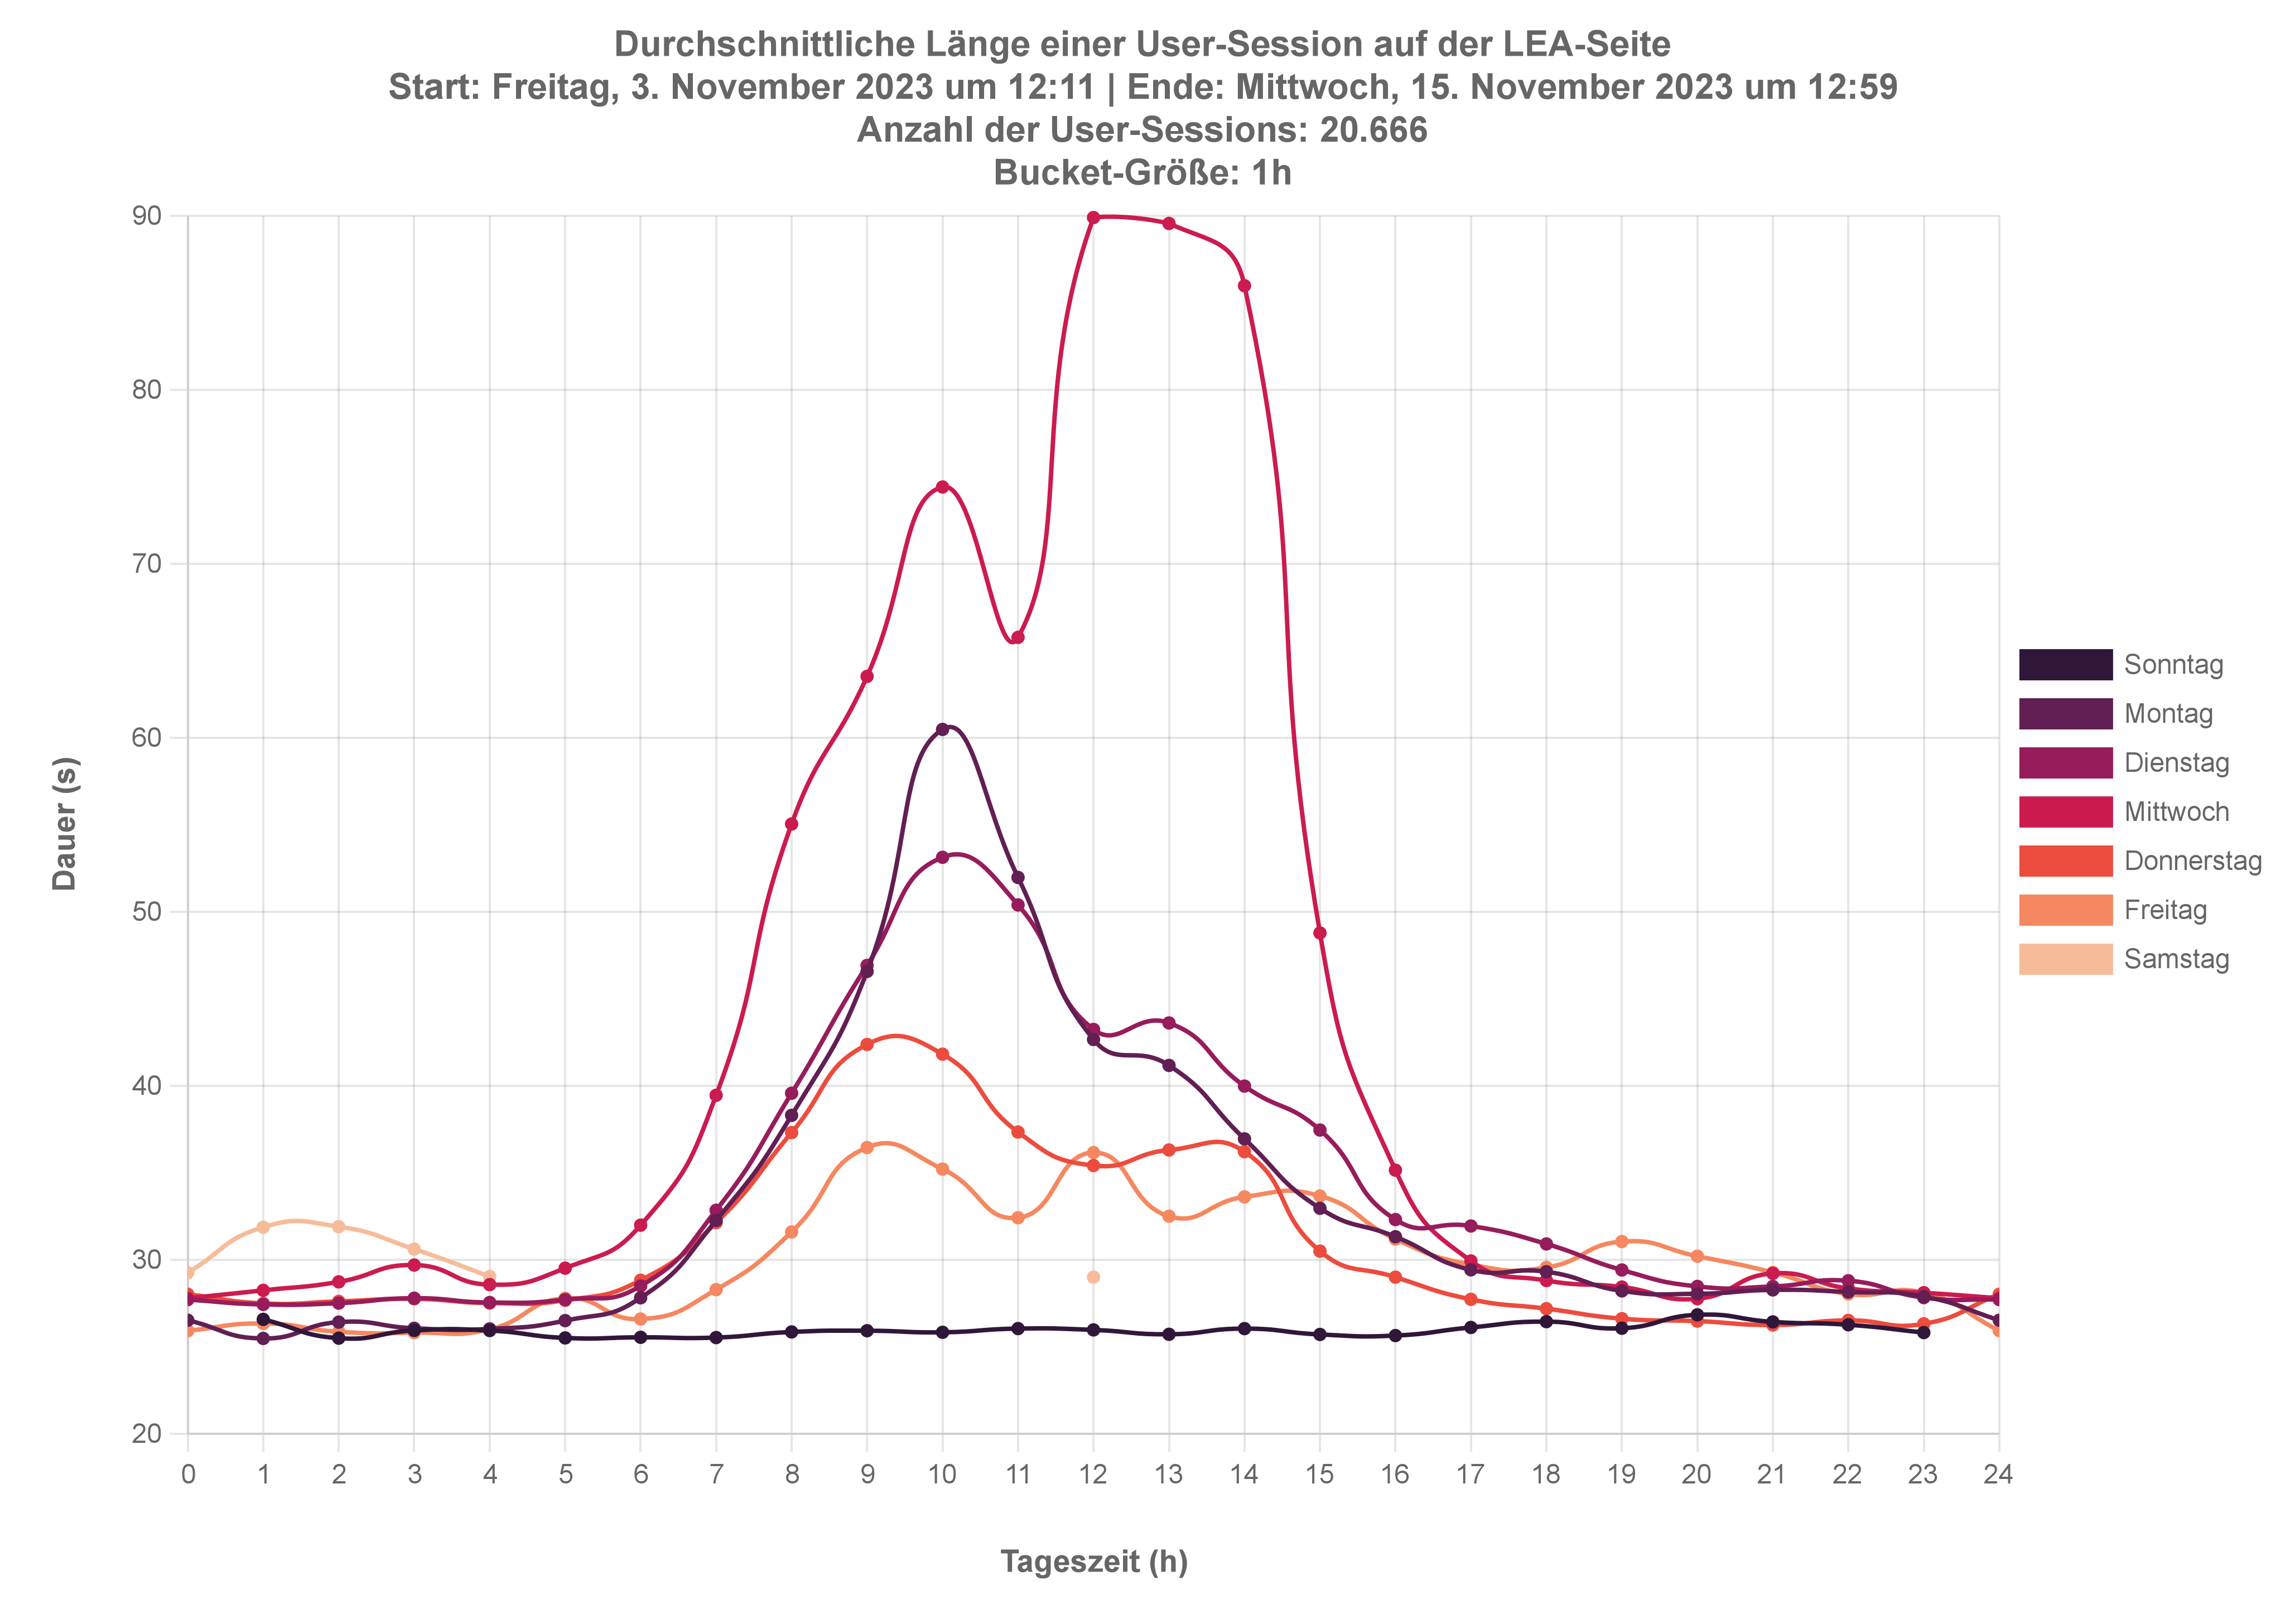 Durchschnittliche Länge einer User-Session auf der LEA-Seite
Start: Freitag, 3. November 2023 um 12:11 | Ende: Mittwoch, 15. November 2023 um 12:59
Anzahl der User-Sessions: 20.666
Bucket-Größe: 1h
90
80
70
60
50
40
30
20
Dauer (s)
0 1 2 3 4 5 6 7 8 9 10 11 12 13 14 15 16 17 18 19 20 21 22 23 24
Tageszeit (h)
Sonntag
Montag
Dienstag
Mittwoch
Donnerstag
Freitag
Samstag